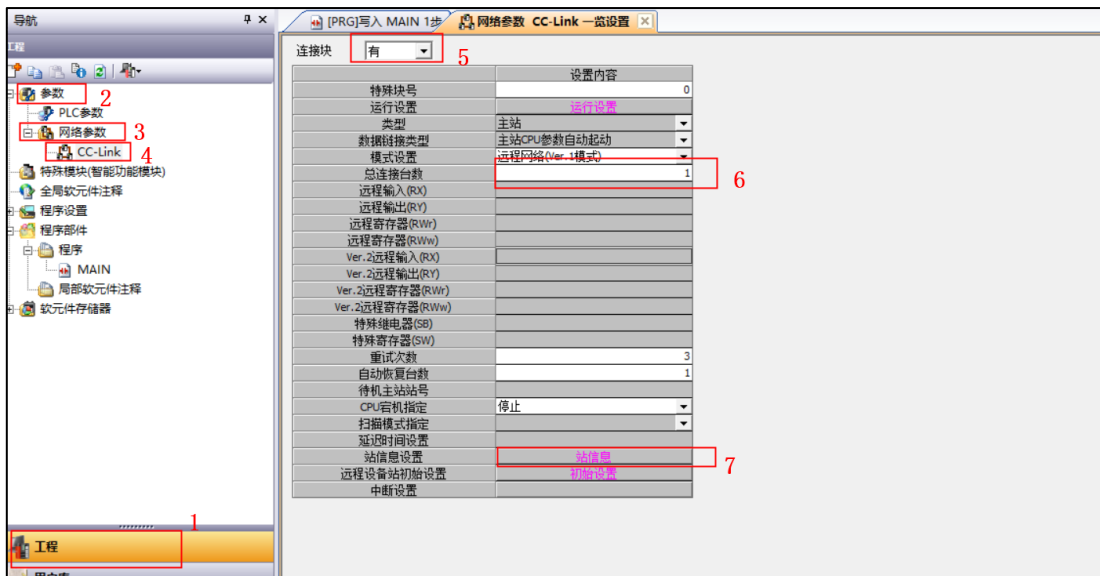 导航
工程
参数
2
PLC参数
网络参数
3
CC-Link
4
特殊模块(智能功能模块)
全局软元件注释
程序设置
程序部件
程序
MAIN
局部软元件注释
软元件存储器
1
工程
用户库
[PRG]写入 MAIN 1步
网络参数 CC-Link 一览设置
连接块
有
5
设置内容
特殊块号 0
运行设置 运行设置
类型 主站
数据链接类型 主站CPU参数自动起动
模式设置 远程网络(Ver.1模式)
总连接台数 1
6
远程输入(RX)
远程输出(RY)
远程寄存器(RWr)
远程寄存器(RWw)
Ver.2远程输入(RX)
Ver.2远程输出(RY)
Ver.2远程寄存器(RWr)
Ver.2远程寄存器(RWw)
特殊继电器(SB)
特殊寄存器(SW)
重试次数 3
自动恢复台数 1
待机主站站号
CPU宕机指定 停止
扫描模式指定
延迟时间设置
站信息设置 站信息
7
远程设备站初始设置 初始设置
中断设置